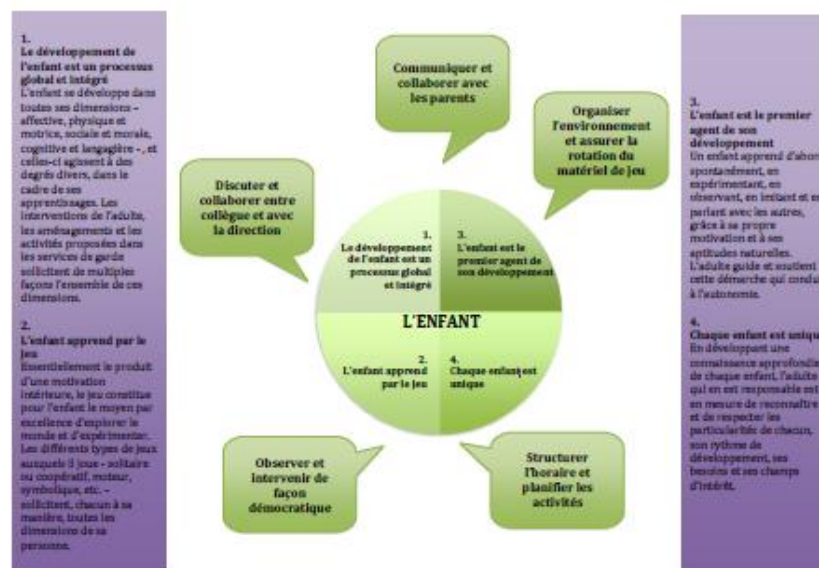 1.
Le développement de
l'enfant est un processus
global et intégré
L'enfant se développe dans
toutes ses dimensions –
affective, physique et
motrice, sociale et morale,
cognitive et langagière –, et
celles-ci agissent à des
degrés divers, dans le
cadre de ses
apprentissages. Les
interventions de l'adulte,
les aménagements et les
activités proposées dans
les services de garde
sollicitent de multiples
façons l'ensemble de ces
dimensions.
2.
L'enfant apprend par le
jeu
Essentiellement le produit
d'une motivation
intérieure, le jeu constitue
pour l'enfant le moyen par
excellence d'explorer le
monde et d'expérimenter.
Les différents types de jeux
auxquels il joue – solitaire
ou coopératif, moteur,
symbolique, etc. –
sollicitent, chacun à sa
manière, toutes les
dimensions de sa
personne.
Communiquer et
collaborer avec
les parents
Organiser
l'environnement
et assurer la
rotation du
matériel de jeu
Discuter et
collaborer entre
collègue et avec
la direction
1.
Le développement
de l'enfant est un
processus global
et intégré
3.
L'enfant est le
premier agent de
son développement
L'ENFANT
2.
L'enfant apprend
par le jeu
4.
Chaque enfant est
unique
Observer et
intervenir de
façon
démocratique
Structurer
l'horaire et
planifier les
activités
3.
L'enfant est le premier
agent de son
développement
Un enfant apprend d'abor
spontanément, en
expérimentant, en
observant, en imitant et en
parlant avec les autres,
grâce à sa propre
motivation et à ses
aptitudes naturelles.
L'adulte guide et soutient
cette démarche qui condui
à l'autonomie.
4.
Chaque enfant est uniqu
En développant une
connaissance approfondie
de chaque enfant, l'adulte
qui en est responsable est
en mesure de reconnaître
et de respecter les
particularités de chacun,
son rythme de
développement, ses
besoins et ses champs
d'intérêt.